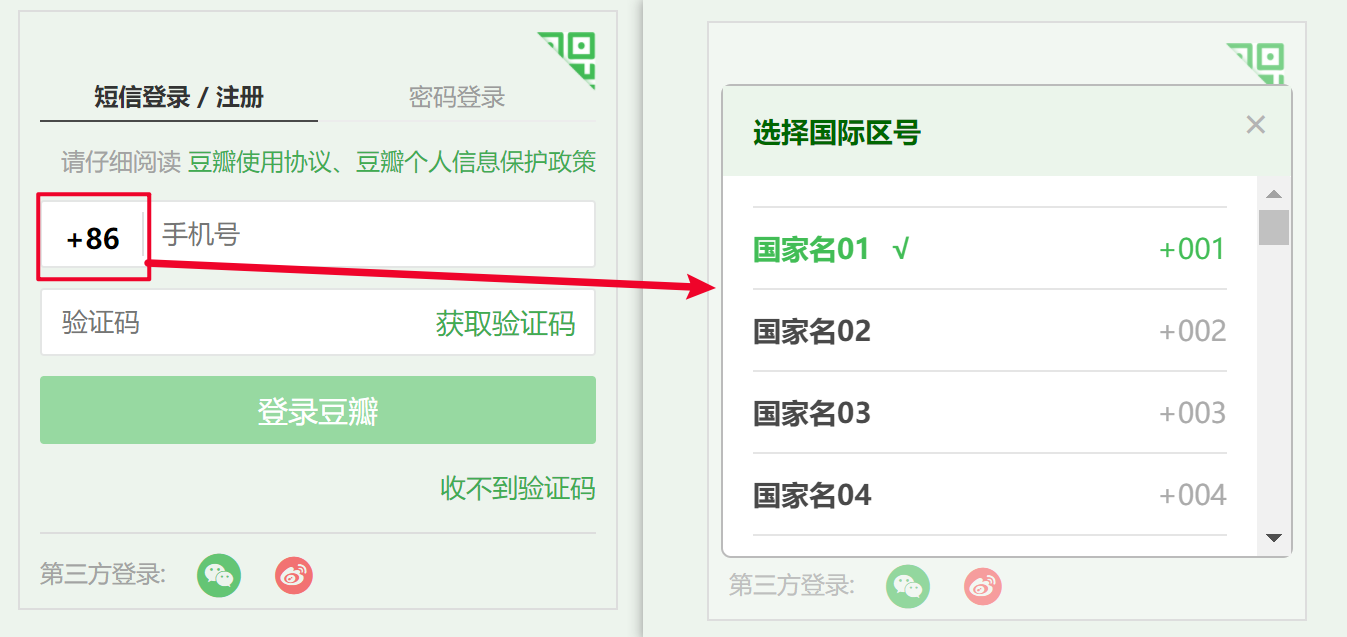 短信登录 / 注册 密码登录
请仔细阅读 豆瓣使用协议、豆瓣个人信息保护政策
+86 手机号
验证码 获取验证码
登录豆瓣
收不到验证码
第三方登录:
选择国际区号 ×
国家名01 √ +001
国家名02 +002
国家名03 +003
国家名04 +004
第三方登录: